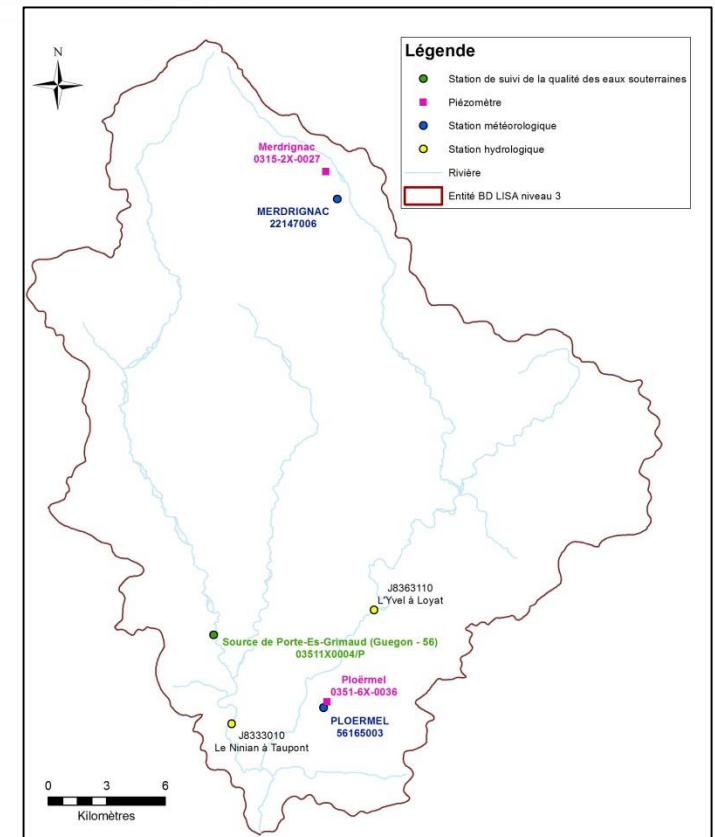 N
Légende
Station de suivi de la qualité des eaux souterraines
Piézomètre
Station météorologique
Station hydrologique
Rivière
Entité BD LISA niveau 3
Merdrignac
0315-2X-0027
MERDRIGNAC
22147006
J8363110
L'Yvel à Loyat
Source de Porte-Es-Grimaud (Guegon - 56)
03511X0004/P
Ploërmel
0351-6X-0036
PLOERMEL
56165003
J8333010
Le Ninian à Taupont
0 3 6
Kilomètres